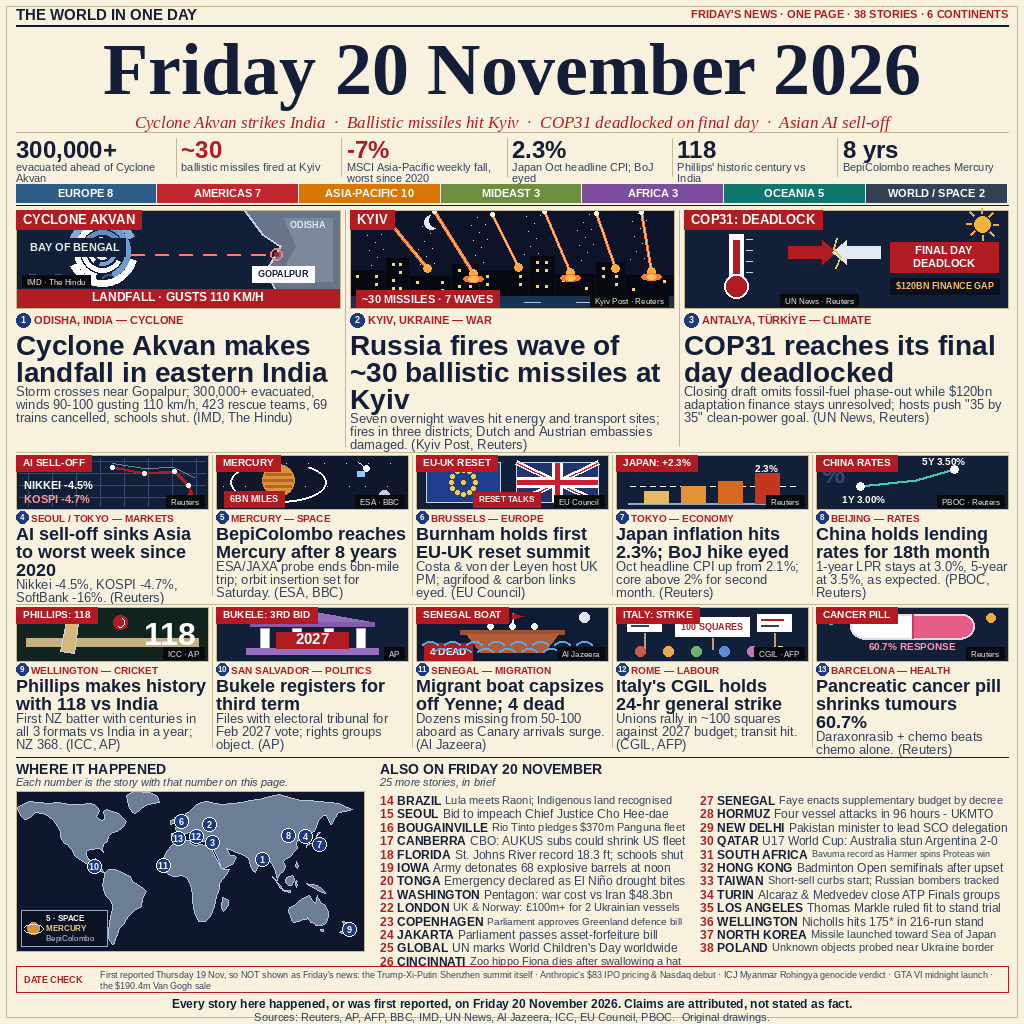 THE WORLD IN ONE DAY
FRIDAY'S NEWS · ONE PAGE · 38 STORIES · 6 CONTINENTS
Friday 20 November 2026
Cyclone Akvan strikes India · Ballistic missiles hit Kyiv · COP31 deadlocked on final day · Asian AI sell-off
300,000+
evacuated ahead of Cyclone
Akvan
~30
ballistic missiles fired at Kyiv
-7%
MSCI Asia-Pacific weekly fall,
worst since 2020
2.3%
Japan Oct headline CPI; BoJ
eyed
118
Phillips' historic century vs
India
8 yrs
BepiColombo reaches Mercury
EUROPE 8
AMERICAS 7
ASIA-PACIFIC 10
MIDEAST 3
AFRICA 3
OCEANIA 5
WORLD / SPACE 2
CYCLONE AKVAN
ODISHA
BAY OF BENGAL
GOPALPUR
IMD · The Hindu
LANDFALL · GUSTS 110 KM/H
1 ODISHA, INDIA — CYCLONE
Cyclone Akvan makes
landfall in eastern India
Storm crosses near Gopalpur; 300,000+ evacuated,
winds 90-100 gusting 110 km/h, 423 rescue teams, 69
trains cancelled, schools shut. (IMD, The Hindu)
KYIV
~30 MISSILES · 7 WAVES
Kyiv Post · Reuters
2 KYIV, UKRAINE — WAR
Russia fires wave of
~30 ballistic missiles at
Kyiv
Seven overnight waves hit energy and transport sites;
fires in three districts; Dutch and Austrian embassies
damaged. (Kyiv Post, Reuters)
COP31: DEADLOCK
FINAL DAY
DEADLOCK
$120BN FINANCE GAP
UN News · Reuters
3 ANTALYA, TÜRKİYE — CLIMATE
COP31 reaches its final
day deadlocked
Closing draft omits fossil-fuel phase-out while $120bn
adaptation finance stays unresolved; hosts push "35 by
35" clean-power goal. (UN News, Reuters)
AI SELL-OFF
NIKKEI -4.5%
KOSPI -4.7%
Reuters
4 SEOUL / TOKYO — MARKETS
AI sell-off sinks Asia
to worst week since
2020
Nikkei -4.5%, KOSPI -4.7%,
SoftBank -16%. (Reuters)
MERCURY
6BN MILES
ESA · BBC
5 MERCURY — SPACE
BepiColombo reaches
Mercury after 8 years
ESA/JAXA probe ends 6bn-mile
trip; orbit insertion set for
Saturday. (ESA, BBC)
EU-UK RESET
RESET TALKS
EU Council
6 BRUSSELS — EUROPE
Burnham holds first
EU-UK reset summit
Costa & von der Leyen host UK
PM; agrifood & carbon links
eyed. (EU Council)
JAPAN: +2.3%
2.3%
Reuters
7 TOKYO — ECONOMY
Japan inflation hits
2.3%; BoJ hike eyed
Oct headline CPI up from 2.1%;
core above 2% for second
month. (Reuters)
CHINA RATES
%
5Y 3.50%
1Y 3.00%
PBOC · Reuters
8 BEIJING — RATES
China holds lending
rates for 18th month
1-year LPR stays at 3.0%, 5-year
at 3.5%, as expected. (PBOC,
Reuters)
PHILLIPS: 118
118
ICC · AP
9 WELLINGTON — CRICKET
Phillips makes history
with 118 vs India
First NZ batter with centuries in
all 3 formats vs India in a year;
NZ 368. (ICC, AP)
BUKELE: 3RD BID
2027
AP
10 SAN SALVADOR — POLITICS
Bukele registers for
third term
Files with electoral tribunal for
Feb 2027 vote; rights groups
object. (AP)
SENEGAL BOAT
4 DEAD
Al Jazeera
11 SENEGAL — MIGRATION
Migrant boat capsizes
off Yenne; 4 dead
Dozens missing from 50-100
aboard as Canary arrivals surge.
(Al Jazeera)
ITALY: STRIKE
100 SQUARES
CGIL · AFP
12 ROME — LABOUR
Italy's CGIL holds
24-hr general strike
Unions rally in ~100 squares
against 2027 budget; transit hit.
(CGIL, AFP)
CANCER PILL
60.7% RESPONSE
Reuters
13 BARCELONA — HEALTH
Pancreatic cancer pill
shrinks tumours
60.7%
Daraxonrasib + chemo beats
chemo alone. (Reuters)
WHERE IT HAPPENED
Each number is the story with that number on this page.
6
2
13
12
3
8
4
7
10
11
1
9
5 · SPACE
MERCURY
BepiColombo
ALSO ON FRIDAY 20 NOVEMBER
25 more stories, in brief
14 BRAZIL Lula meets Raoni; Indigenous land recognised
15 SEOUL Bid to impeach Chief Justice Cho Hee-dae
16 BOUGAINVILLE Rio Tinto pledges $370m Panguna fleet
17 CANBERRA CBO: AUKUS subs could shrink US fleet
18 FLORIDA St. Johns River record 18.3 ft; schools shut
19 IOWA Army detonates 68 explosive barrels at noon
20 TONGA Emergency declared as El Niño drought bites
21 WASHINGTON Pentagon: war cost vs Iran $48.3bn
22 LONDON UK & Norway: £100m+ for 2 Ukrainian vessels
23 COPENHAGEN Parliament approves Greenland defence bill
24 JAKARTA Parliament passes asset-forfeiture bill
25 GLOBAL UN marks World Children's Day worldwide
26 CINCINNATI Zoo hippo Fiona dies after swallowing a hat
27 SENEGAL Faye enacts supplementary budget by decree
28 HORMUZ Four vessel attacks in 96 hours - UKMTO
29 NEW DELHI Pakistan minister to lead SCO delegation
30 QATAR U17 World Cup: Australia stun Argentina 2-0
31 SOUTH AFRICA Bavuma record as Harmer spins Proteas win
32 HONG KONG Badminton Open semifinals after upset
33 TAIWAN Short-sell curbs start; Russian bombers tracked
34 TURIN Alcaraz & Medvedev close ATP Finals groups
35 LOS ANGELES Thomas Markle ruled fit to stand trial
36 WELLINGTON Nicholls hits 175* in 216-run stand
37 NORTH KOREA Missile launched toward Sea of Japan
38 POLAND Unknown objects probed near Ukraine border
DATE CHECK
First reported Thursday 19 Nov, so NOT shown as Friday's news: the Trump-Xi-Putin Shenzhen summit itself · Anthropic's $83 IPO pricing & Nasdaq debut · ICJ Myanmar Rohingya genocide verdict · GTA VI midnight launch ·
the $190.4m Van Gogh sale
Every story here happened, or was first reported, on Friday 20 November 2026. Claims are attributed, not stated as fact.
Sources: Reuters, AP, AFP, BBC, IMD, UN News, Al Jazeera, ICC, EU Council, PBOC. Original drawings.